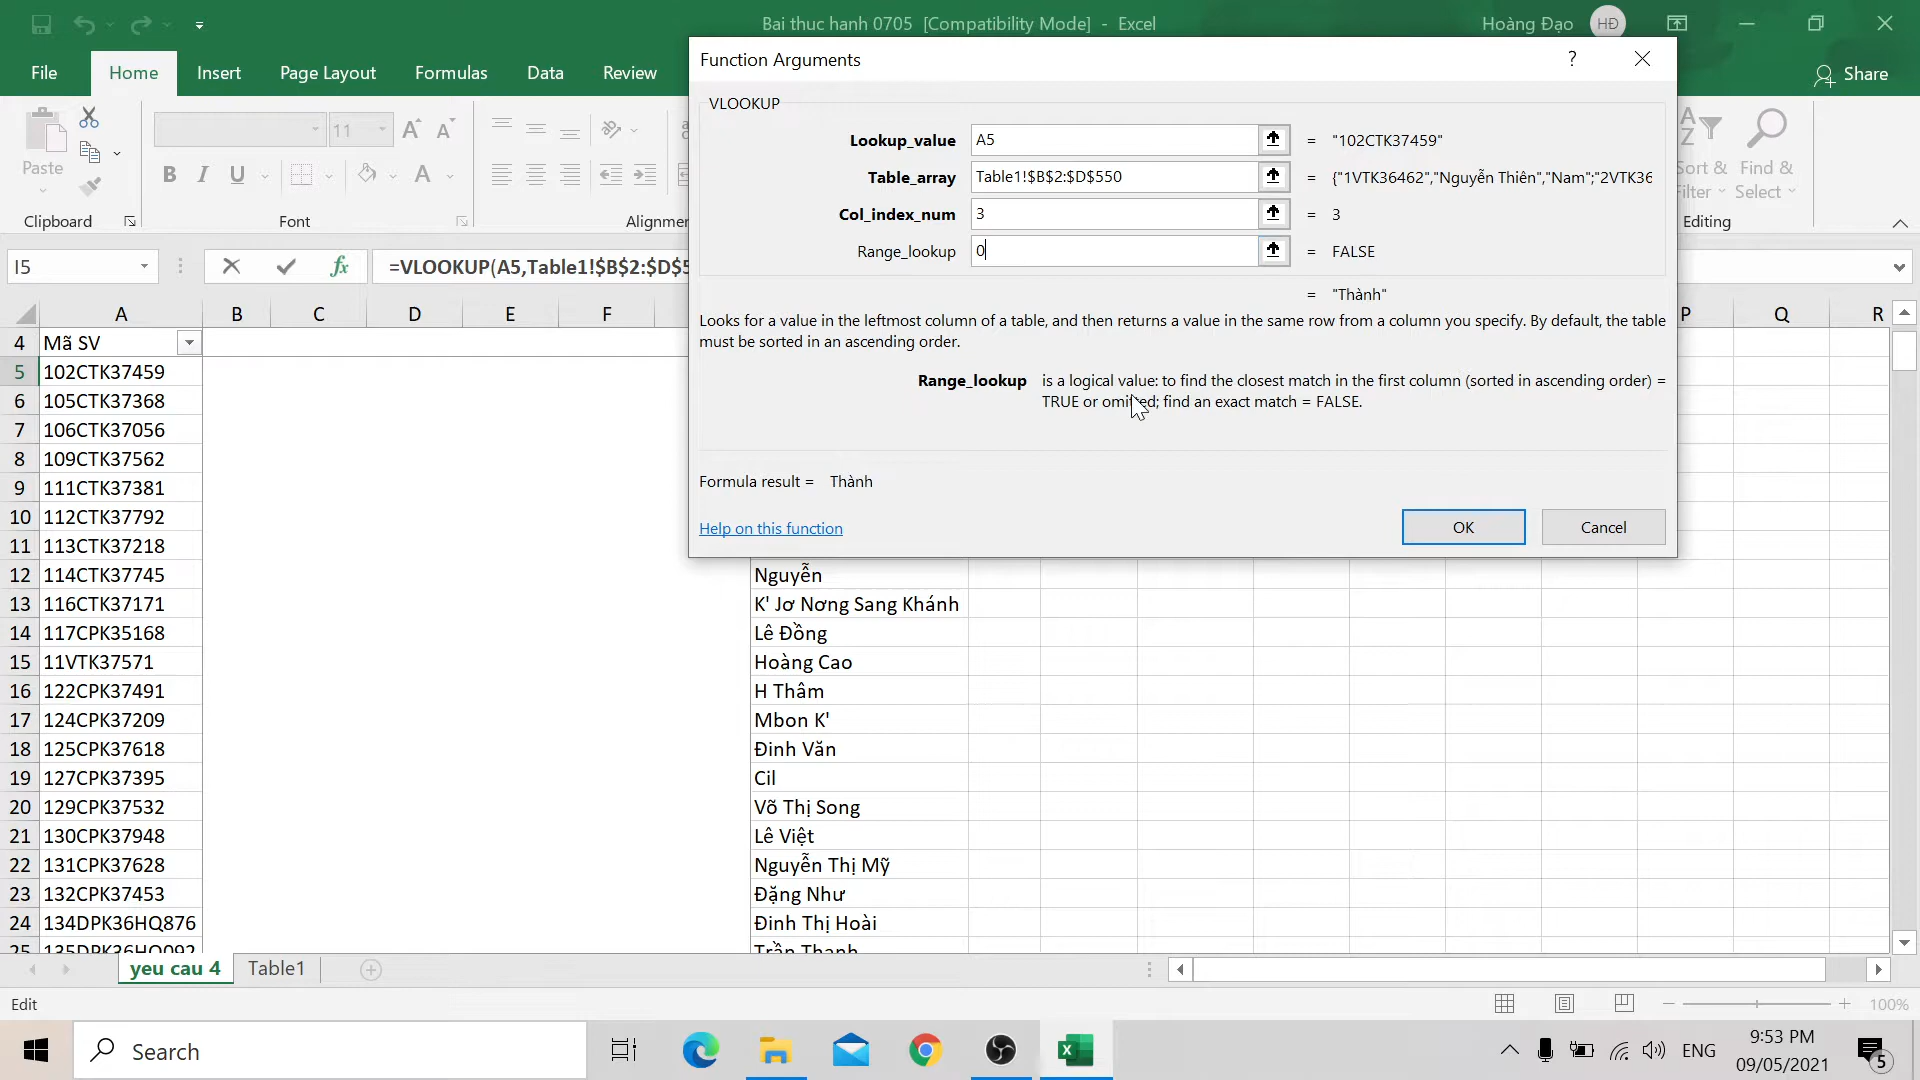 Bai thuc hanh 0705 [Compatibility Mode] - Excel
Hoàng Đạo HĐ
File Home Insert Page Layout Formulas Data Review
Share
Function Arguments ?
VLOOKUP
Lookup_value A5 = "102CTK37459"
Table_array Table1!$B$2:$D$550 = {"1VTK36462","Nguyễn Thiên","Nam";"2VTK36
Col_index_num 3 = 3
Range_lookup 0 = FALSE
= "Thành"
Looks for a value in the leftmost column of a table, and then returns a value in the same row from a column you specify. By default, the table
must be sorted in an ascending order.
Range_lookup is a logical value: to find the closest match in the first column (sorted in ascending order) =
TRUE or omitted; find an exact match = FALSE.
Formula result = Thành
Help on this function OK Cancel
Paste 11 B I U A
Find &
Select
Clipboard Font Editing
I5 fx =VLOOKUP(A5,Table1!$B$2:$D$5
A B C D E F P Q R
4 Mã SV
5 102CTK37459
6 105CTK37368
7 106CTK37056
8 109CTK37562
9 111CTK37381
10 112CTK37792
11 113CTK37218
12 114CTK37745 Nguyễn
13 116CTK37171 K' Jơ Nơng Sang Khánh
14 117CPK35168 Lê Đồng
15 11VTK37571 Hoàng Cao
16 122CPK37491 H Thâm
17 124CPK37209 Mbon K'
18 125CPK37618 Đinh Văn
19 127CPK37395 Cil
20 129CPK37532 Võ Thị Song
21 130CPK37948 Lê Việt
22 131CPK37628 Nguyễn Thị Mỹ
23 132CPK37453 Đặng Như
24 134DPK36HQ876 Đinh Thị Hoài
25 135DPK36HQ092 Trần Thanh
yeu cau 4 Table1
Edit 100%
Search
ENG
9:53 PM
09/05/2021
5